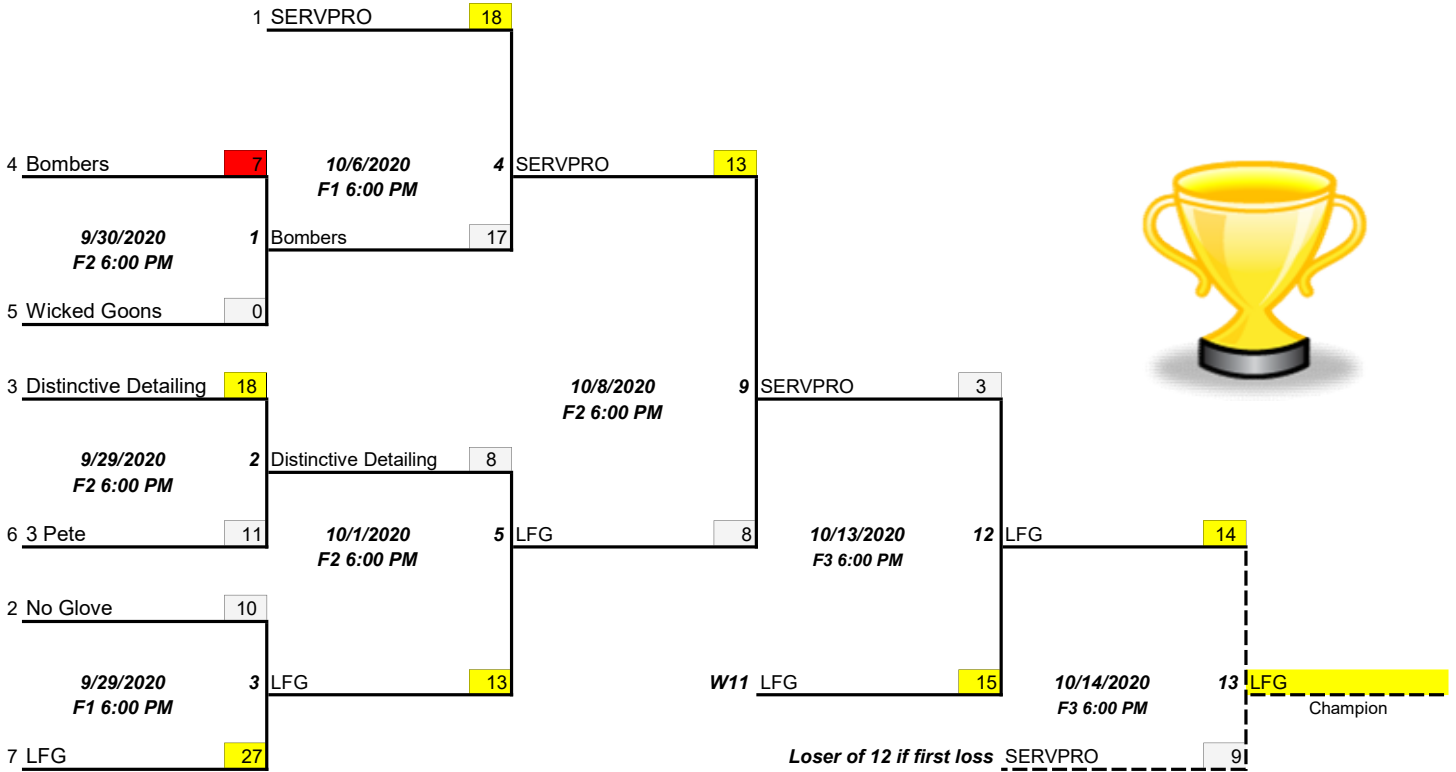 1 SERVPRO 18
4 Bombers 7 10/6/2020 4 SERVPRO 13
F1 6:00 PM
9/30/2020 1 Bombers 17
F2 6:00 PM
5 Wicked Goons 0
3 Distinctive Detailing 18 10/8/2020 9 SERVPRO 3
F2 6:00 PM
9/29/2020 2 Distinctive Detailing 8
F2 6:00 PM
6 3 Pete 11 10/1/2020 5 LFG 8 10/13/2020 12 LFG 14
F2 6:00 PM F3 6:00 PM
2 No Glove 10
9/29/2020 3 LFG 13 W11 LFG 15 10/14/2020 13 LFG
F1 6:00 PM F3 6:00 PM Champion
7 LFG 27 Loser of 12 if first loss SERVPRO 9